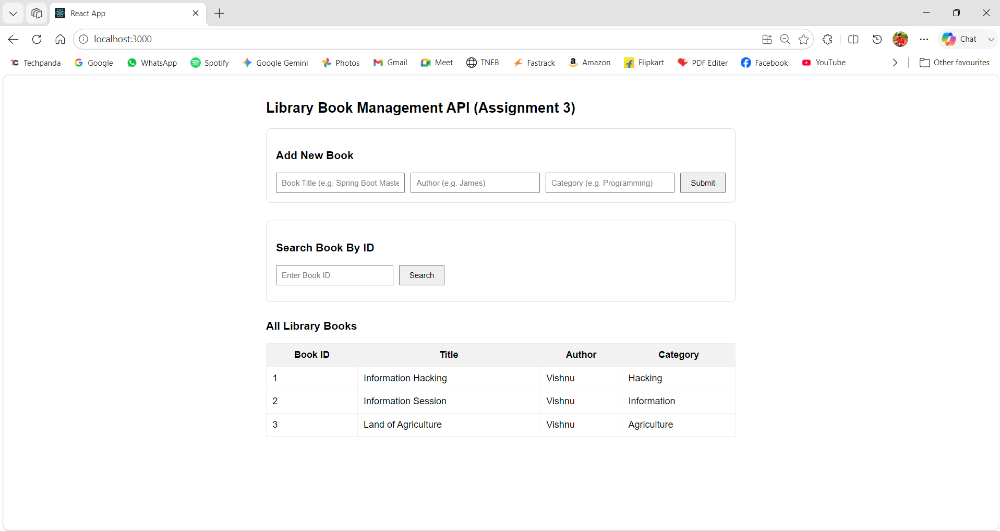 React App
localhost:3000
Chat
Techpanda Google WhatsApp Spotify Google Gemini Photos Gmail Meet TNEB Fastrack Amazon Flipkart PDF Editer Facebook YouTube Other favourites
Library Book Management API (Assignment 3)
Add New Book
Book Title (e.g. Spring Boot Maste Author (e.g. James) Category (e.g. Programming) Submit
Search Book By ID
Enter Book ID Search
All Library Books
Book ID Title Author Category
1 Information Hacking Vishnu Hacking
2 Information Session Vishnu Information
3 Land of Agriculture Vishnu Agriculture